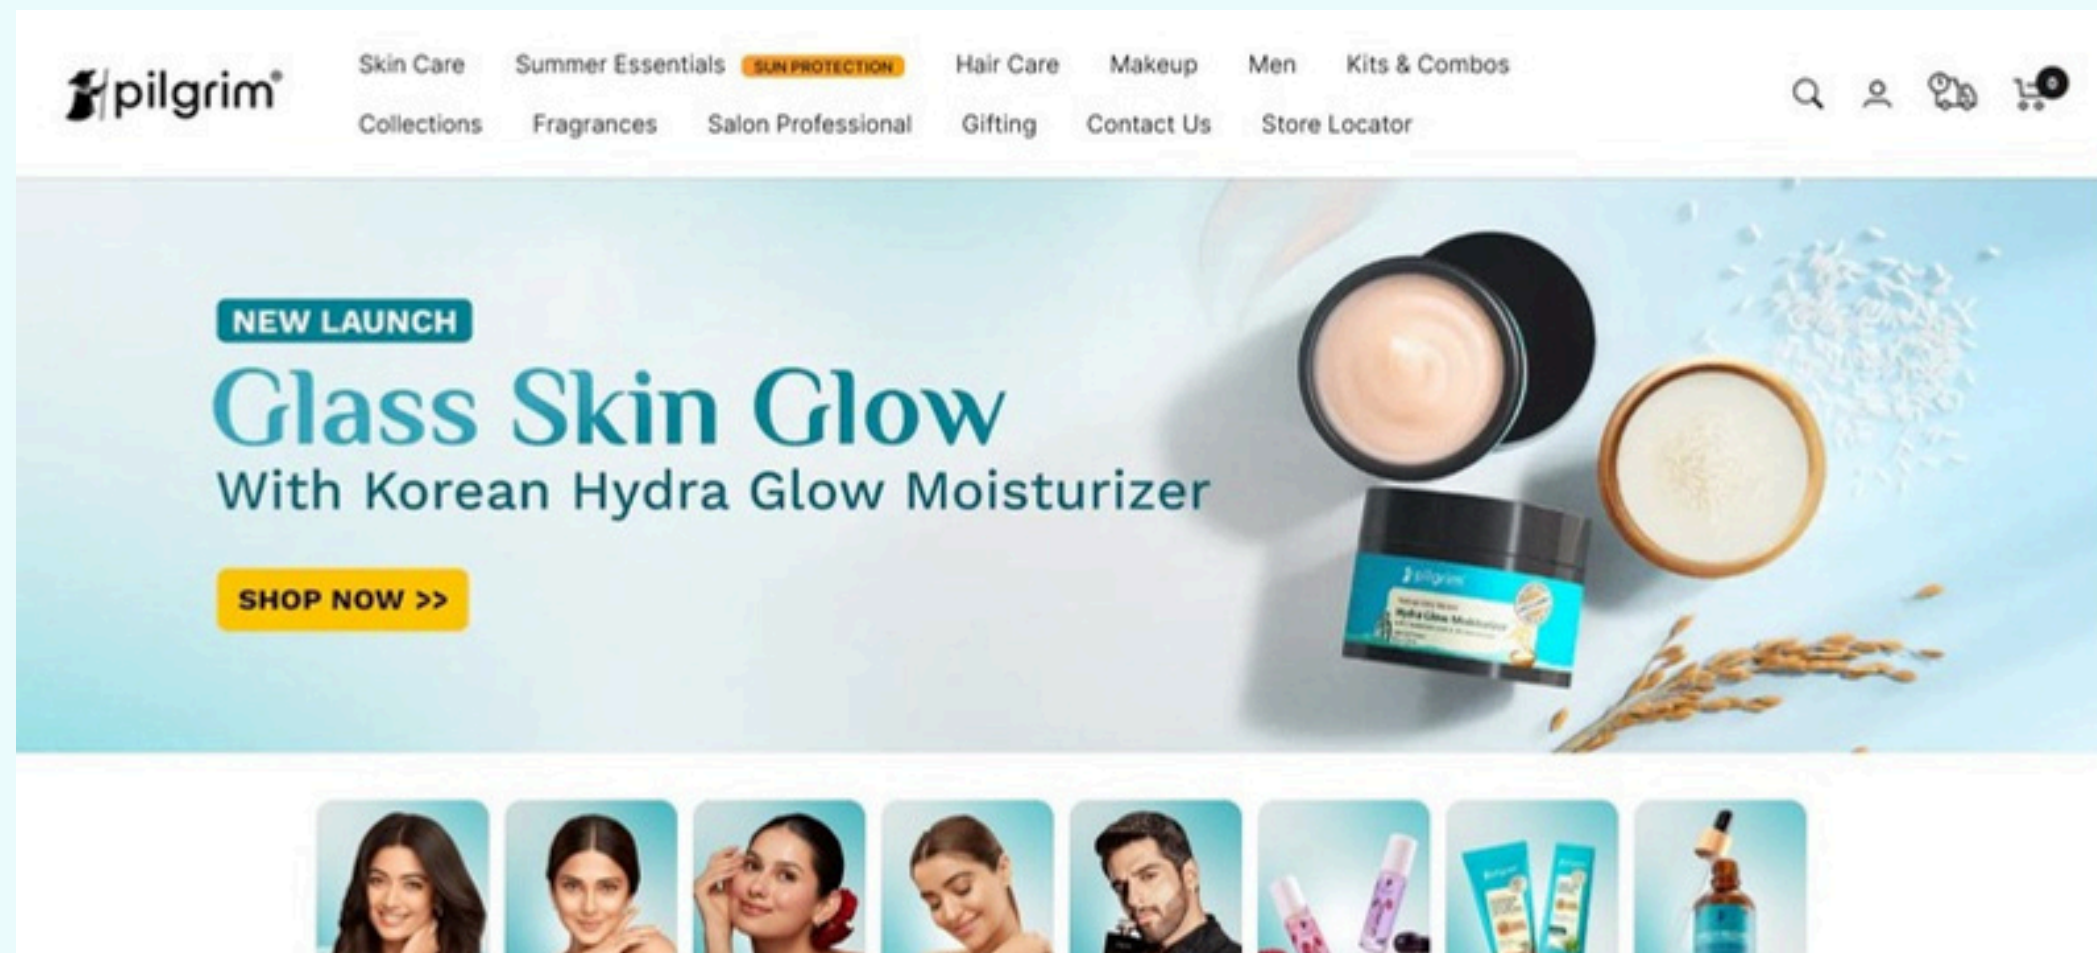 pilgrim®
Skin Care Summer Essentials SUN PROTECTION Hair Care Makeup Men Kits & Combos
Collections Fragrances Salon Professional Gifting Contact Us Store Locator
0
NEW LAUNCH
Glass Skin Glow
With Korean Hydra Glow Moisturizer
SHOP NOW >>
pilgrim
Hydra Glow Moisturizer
pilgrim